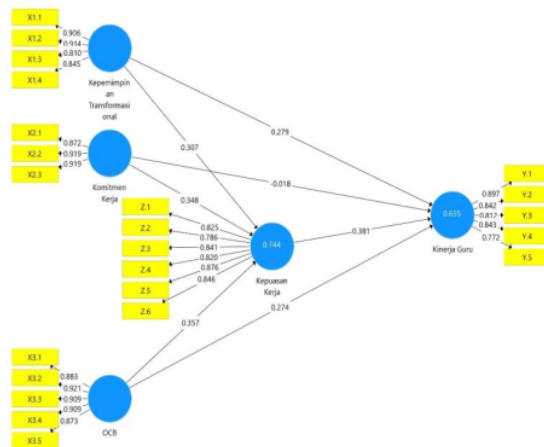 X1.1
X1.2
X1.3
X1.4
0.906
0.914
0.810
0.845
Kepemimpin
an
Transformasi
onal
0.279
0.307
X2.1
X2.2
X2.3
0.872
0.919
0.919
Komitmen
Kerja
-0.018
0.348
Z.1
Z.2
Z.3
Z.4
Z.5
Z.6
0.825
0.786
0.841
0.820
0.876
0.846
0.744
Kepuasan
Kerja
0.381
0.635
Kinerja Guru
0.897
0.842
0.843
0.772
Y.1
Y.2
Y.3
Y.4
Y.5
0.357
0.274
X3.1
X3.2
X3.3
X3.4
X3.5
0.883
0.921
0.909
0.909
0.873
OCB